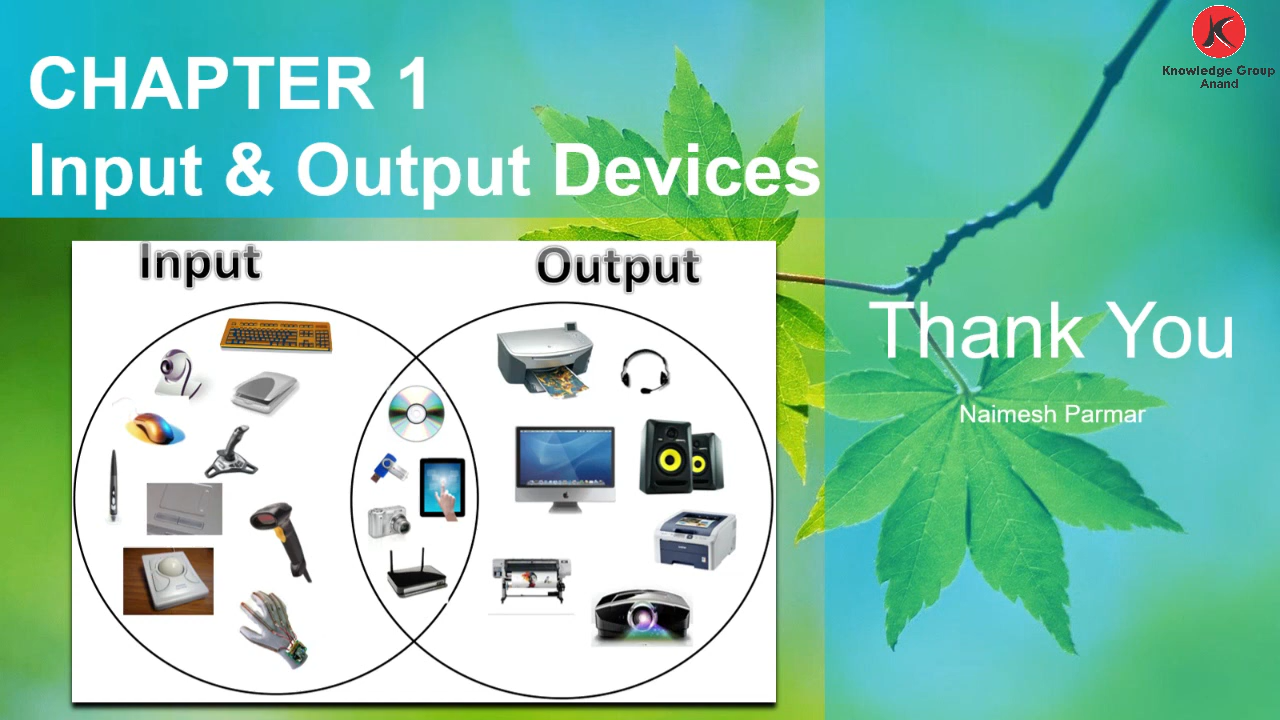 CHAPTER 1
Input & Output Devices
Knowledge Group
Anand
Input
Output
Thank You
Naimesh Parmar